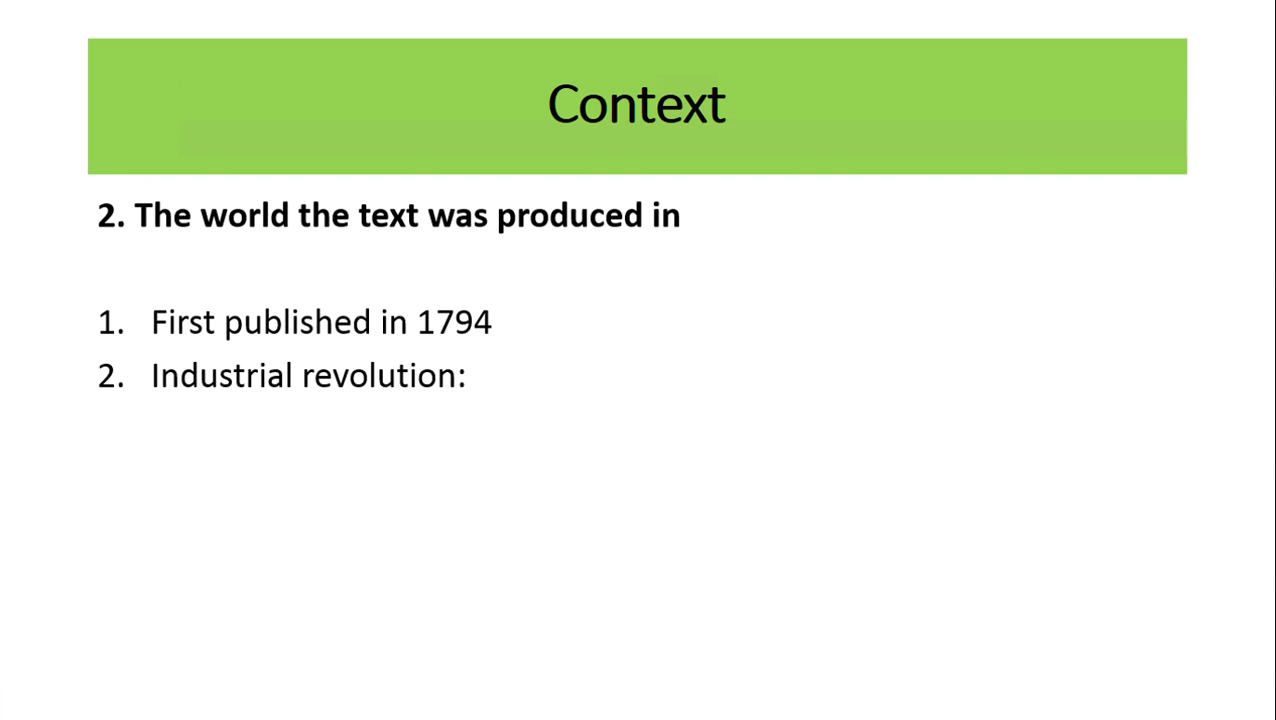 Context
2. The world the text was produced in
1. First published in 1794
2. Industrial revolution: